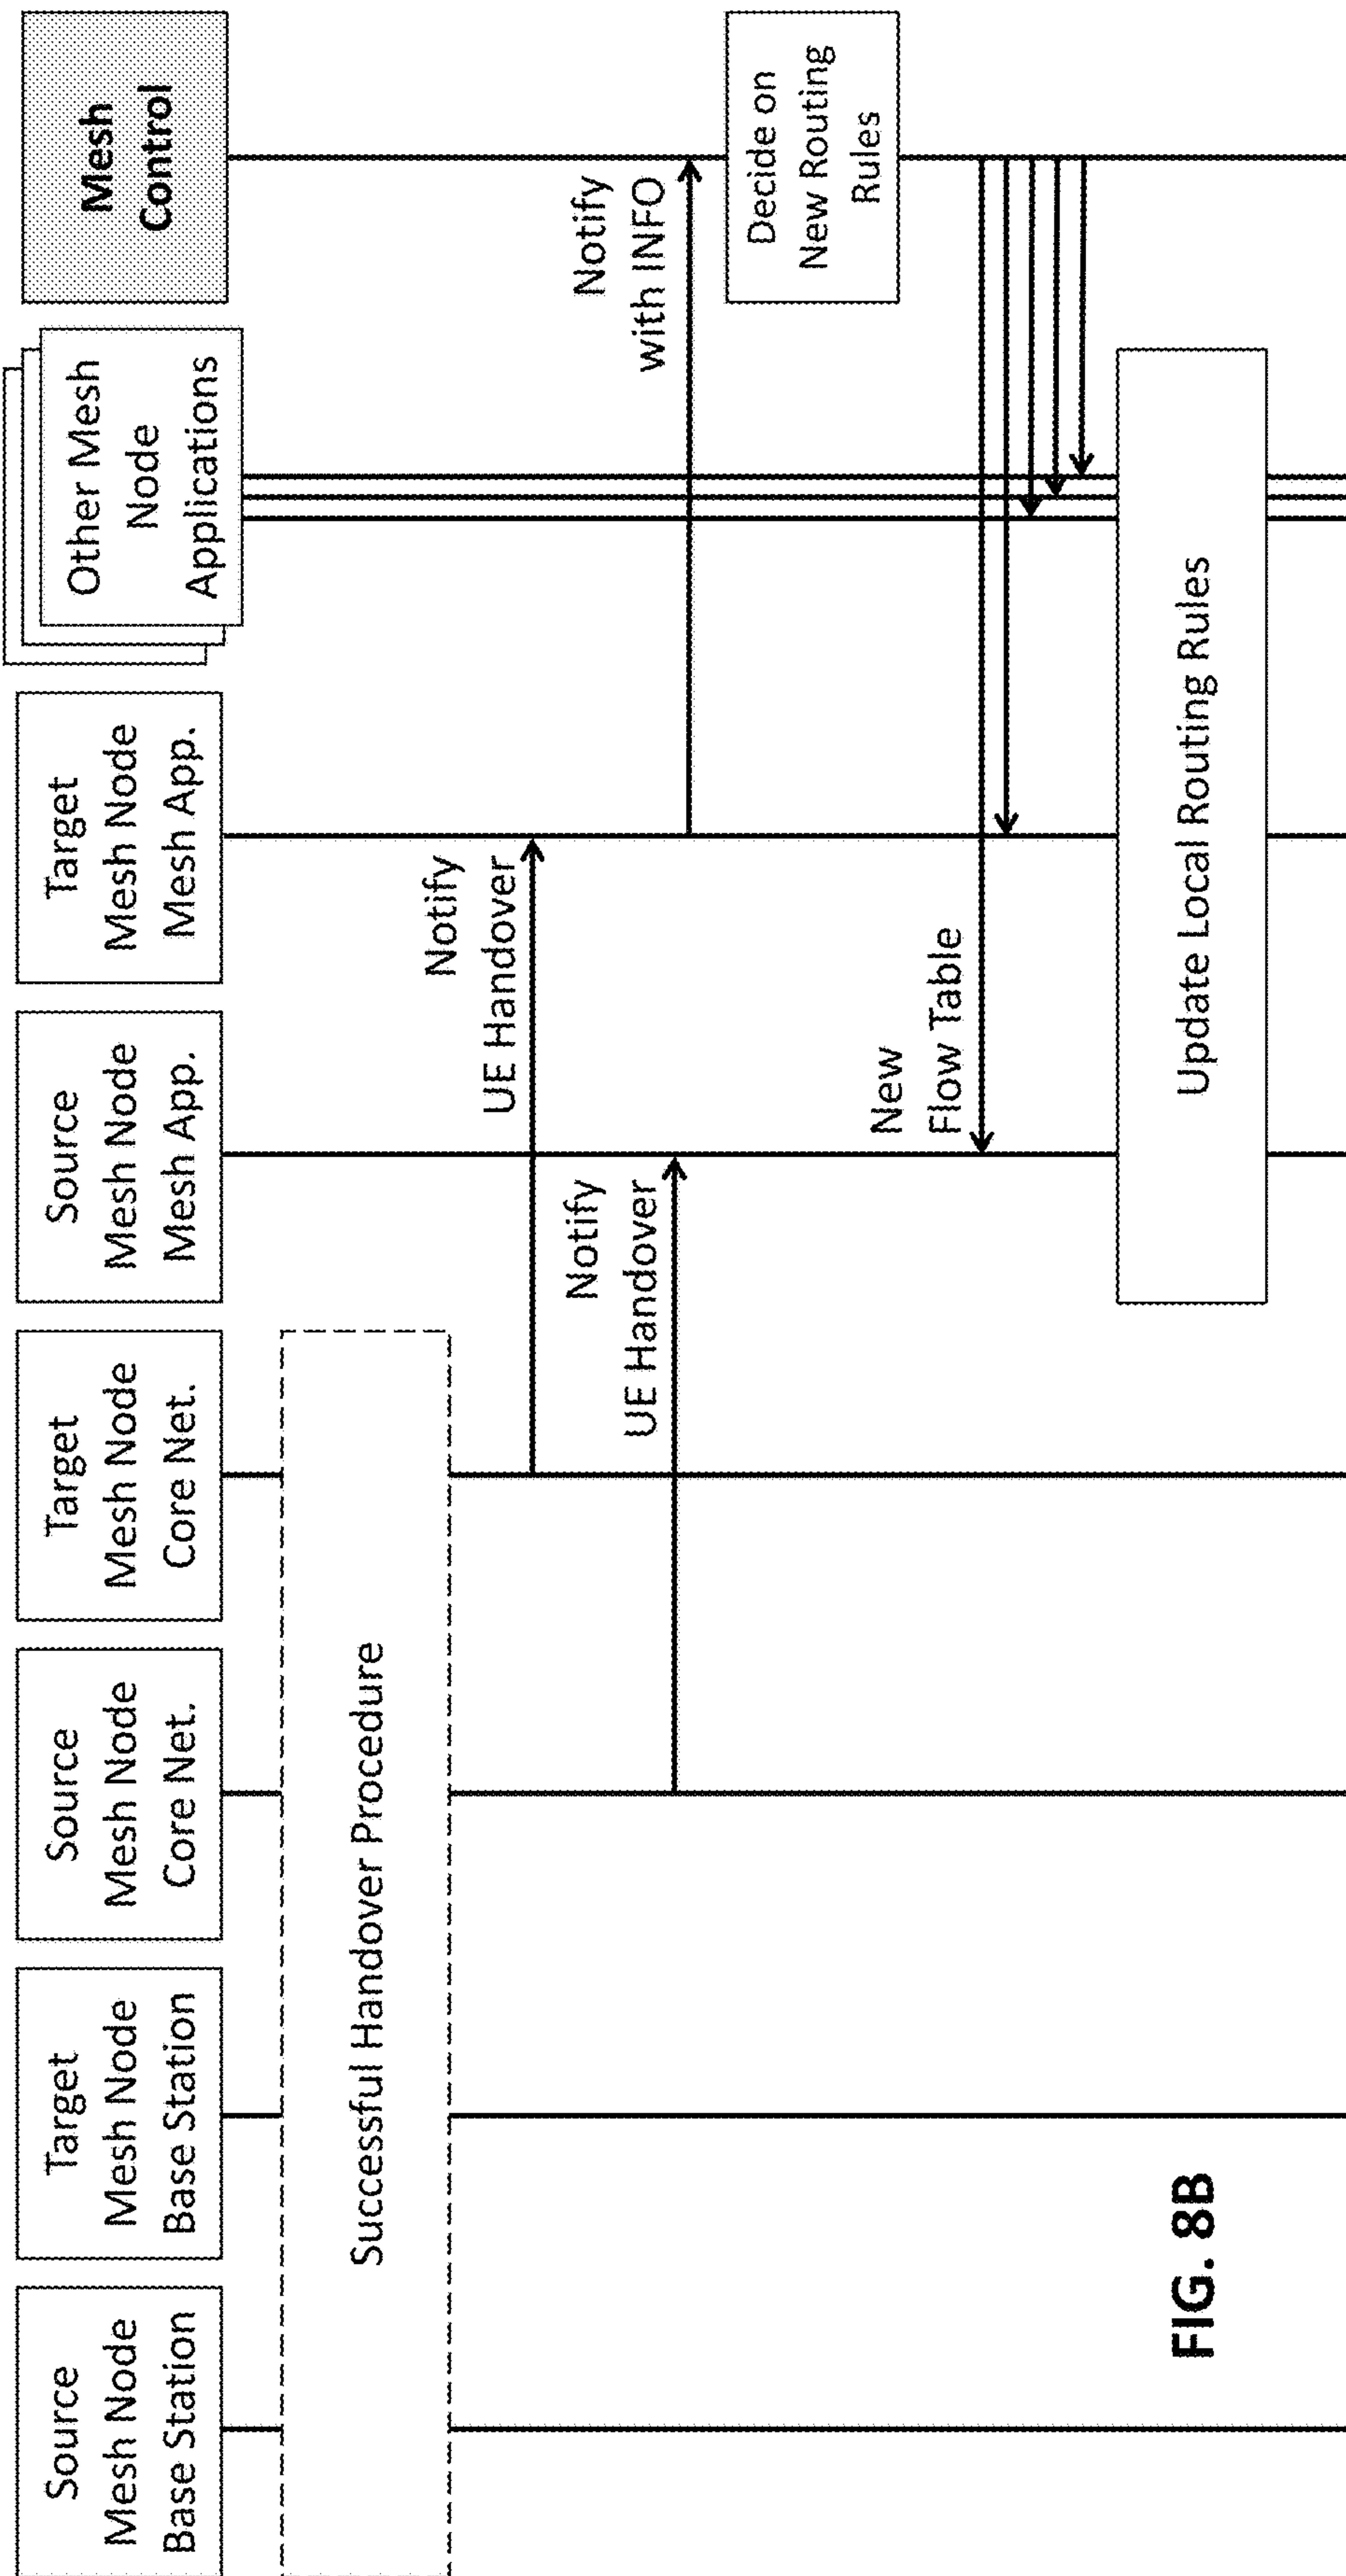 Source
Mesh Node
Base Station
Target
Mesh Node
Base Station
Source
Mesh Node
Core Net.
Target
Mesh Node
Core Net.
Source
Mesh Node
Mesh App.
Target
Mesh Node
Mesh App.
Other Mesh
Node
Applications
Mesh
Control
Successful Handover Procedure
Notify
UE Handover
Notify
UE Handover
Notify
with INFO
Decide on
New Routing
Rules
New
Flow Table
Update Local Routing Rules
FIG. 8B